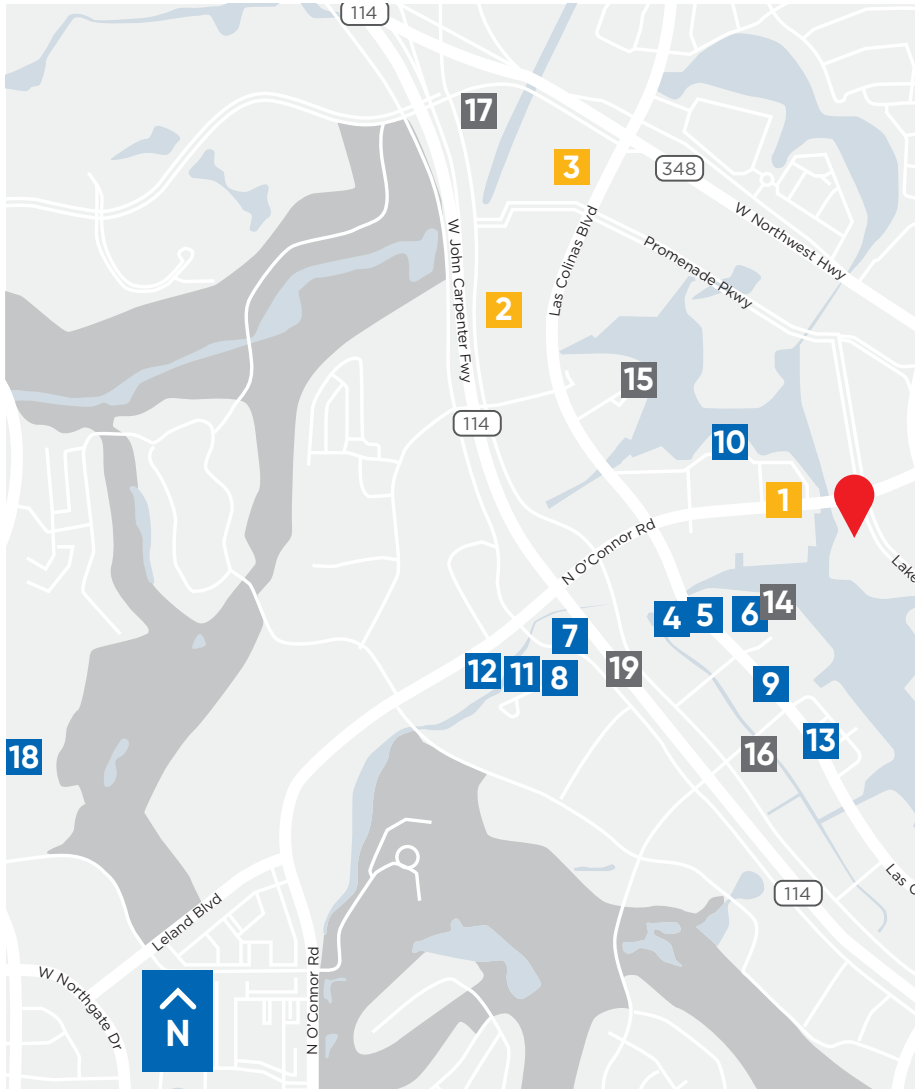 114
17
3
348
W Northwest Hwy
Las Colinas Blvd
Promenade Pkwy
W John Carpenter Fwy
2
15
114
10
1
N O'Connor Rd
Lake
14
4
5
6
7
19
12
11
8
9
13
16
18
Las C
114
Leland Blvd
W Northgate Dr
N O'Connor Rd
N